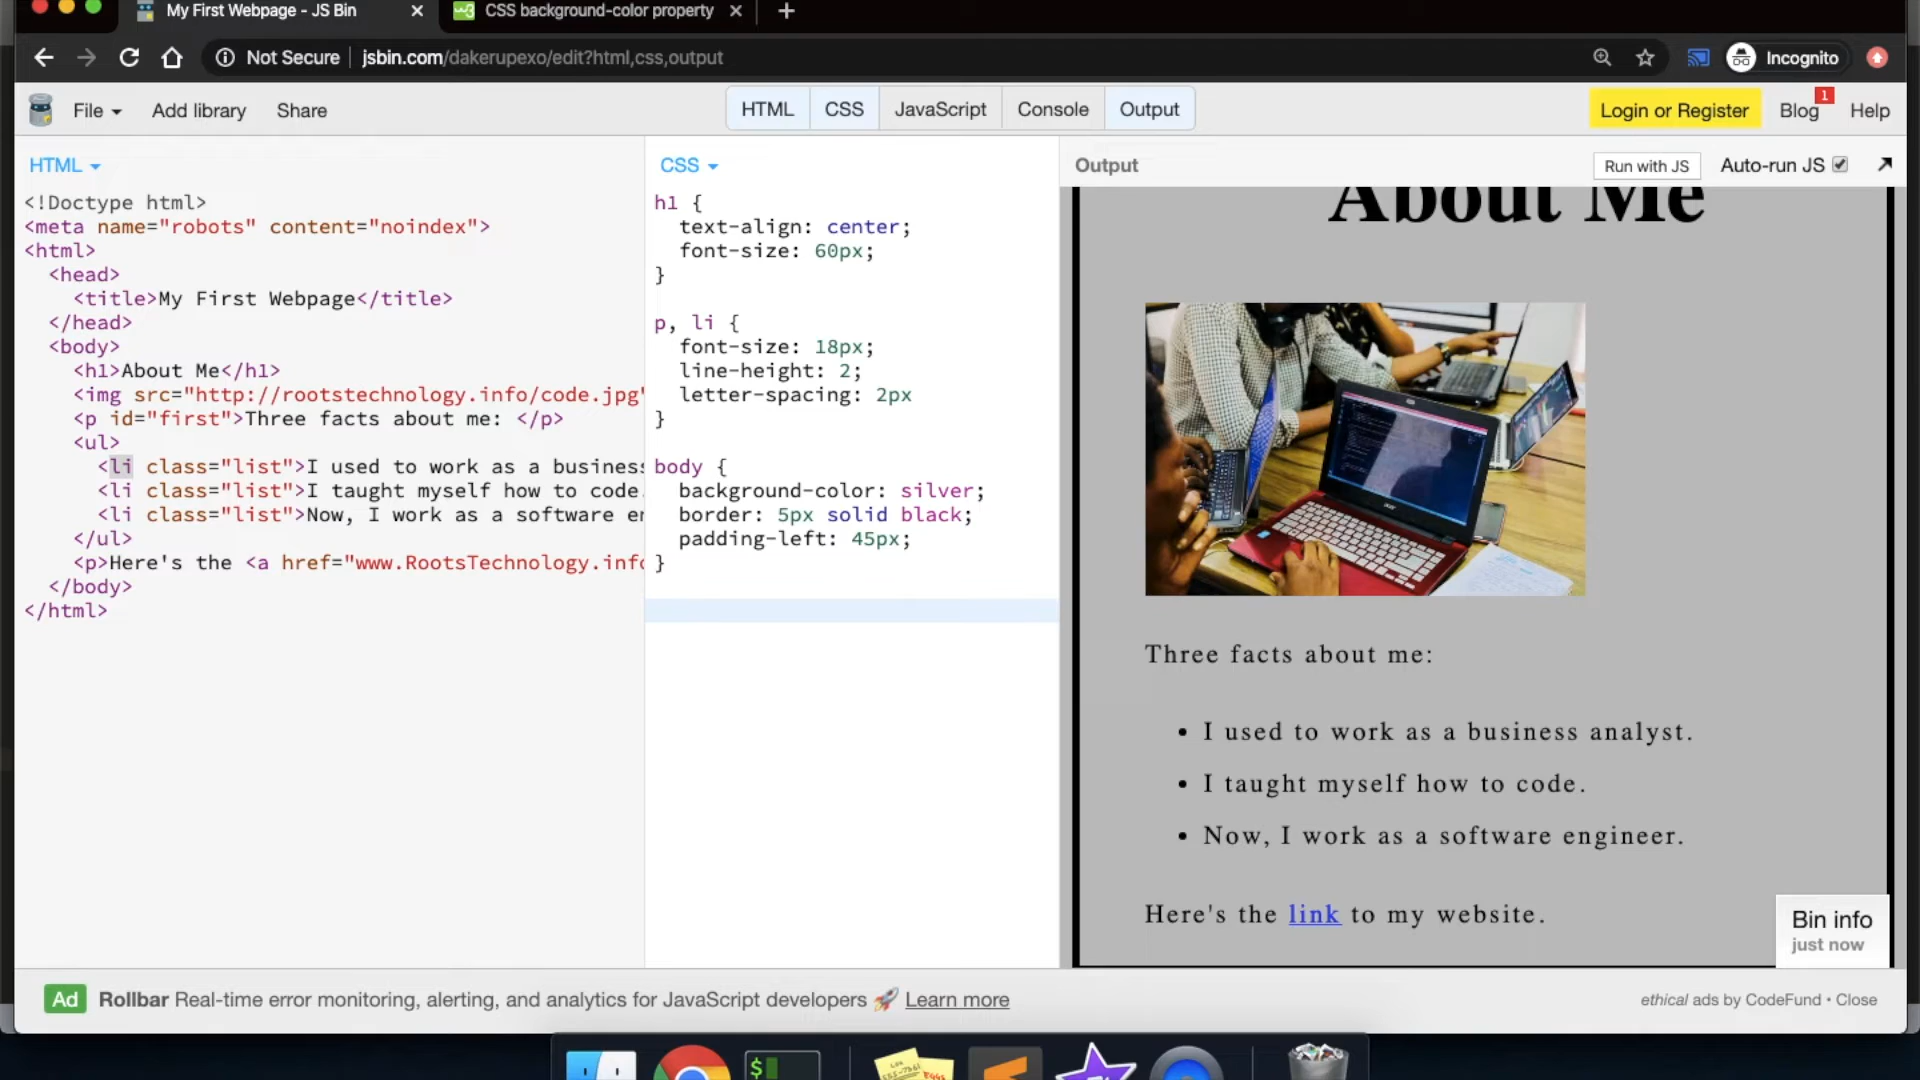 My First Webpage - JS Bin
CSS background-color property
Not Secure
jsbin.com/dakerupexo/edit?html,css,output
Incognito
File
Add library
Share
HTML
CSS
JavaScript
Console
Output
Login or Register
Blog
1
Help
HTML
<!Doctype html>
<meta name="robots" content="noindex">
<html>
<head>
<title>My First Webpage</title>
</head>
<body>
<h1>About Me</h1>
<img src="http://rootstechnology.info/code.jpg"
<p id="first">Three facts about me: </p>
<ul>
<li class="list">I used to work as a business
<li class="list">I taught myself how to code.
<li class="list">Now, I work as a software en
</ul>
<p>Here's the <a href="www.RootsTechnology.info
</body>
</html>
CSS
h1 {
text-align: center;
font-size: 60px;
}
p, li {
font-size: 18px;
line-height: 2;
letter-spacing: 2px
}
body {
background-color: silver;
border: 5px solid black;
padding-left: 45px;
}
Output
Run with JS
Auto-run JS
About Me
Three facts about me:
• I used to work as a business analyst.
• I taught myself how to code.
• Now, I work as a software engineer.
Here's the link to my website.
Bin info
just now
Ad
Rollbar Real-time error monitoring, alerting, and analytics for JavaScript developers 🚀 Learn more
ethical ads by CodeFund • Close